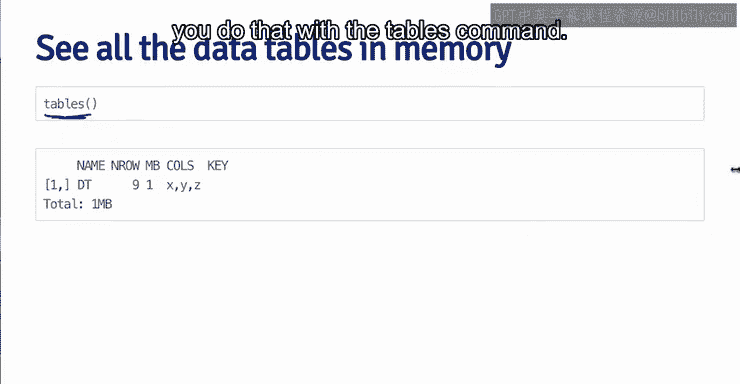 you do that with the tables command.
See all the data tables in memory
tables()
NAME NROW MB COLS KEY
[1,] DT 9 1 x,y,z
Total: 1MB